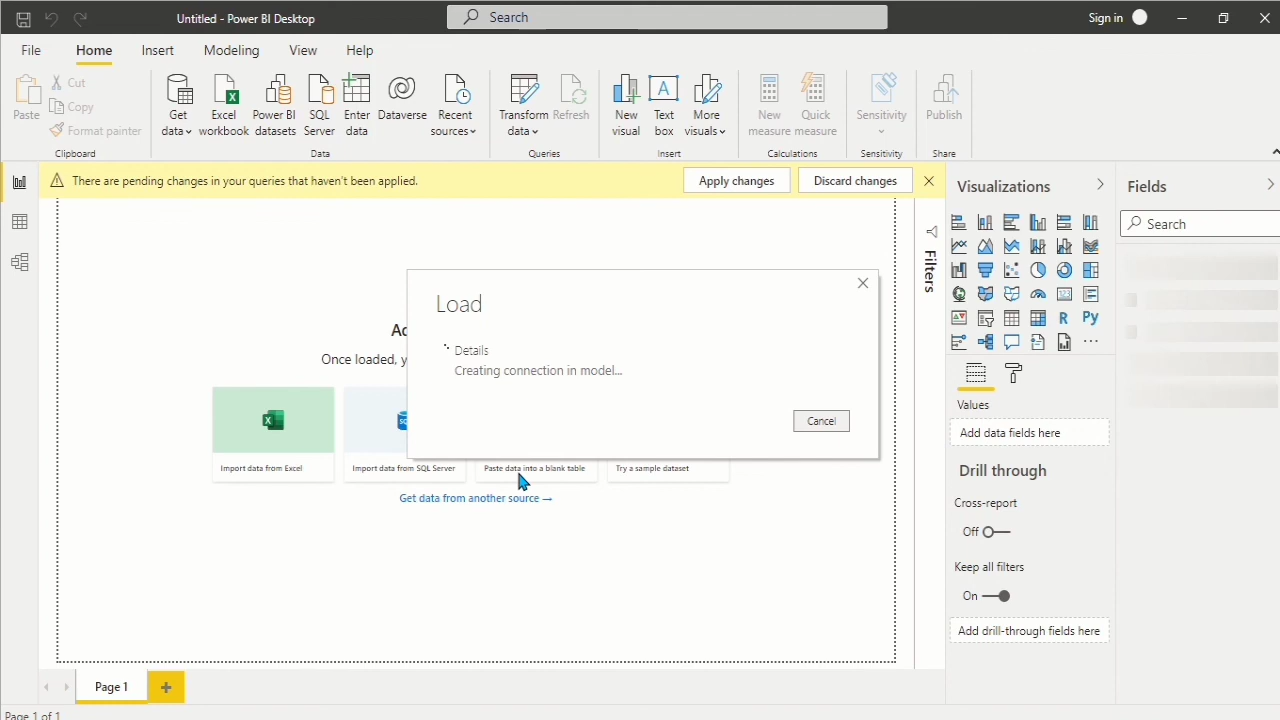 Untitled - Power BI Desktop
Search
Sign in
File
Home
Insert
Modeling
View
Help
Paste
Cut
Copy
Format painter
Clipboard
Get data
Excel workbook
Power BI datasets
SQL Server
Enter data
Dataverse
Recent sources
Data
Transform data
Refresh
Queries
New visual
Text box
More visuals
Insert
New measure
Quick measure
Calculations
Sensitivity
Sensitivity
Publish
Share
There are pending changes in your queries that haven't been applied.
Apply changes
Discard changes
Filters
Load
Details
Creating connection in model...
Cancel
Once loaded, y
Import data from Excel
Import data from SQL Server
Paste data into a blank table
Try a sample dataset
Get data from another source →
Visualizations
R
Py
Values
Add data fields here
Drill through
Cross-report
Off
Keep all filters
On
Add drill-through fields here
Fields
Search
Page 1
Page 1 of 1